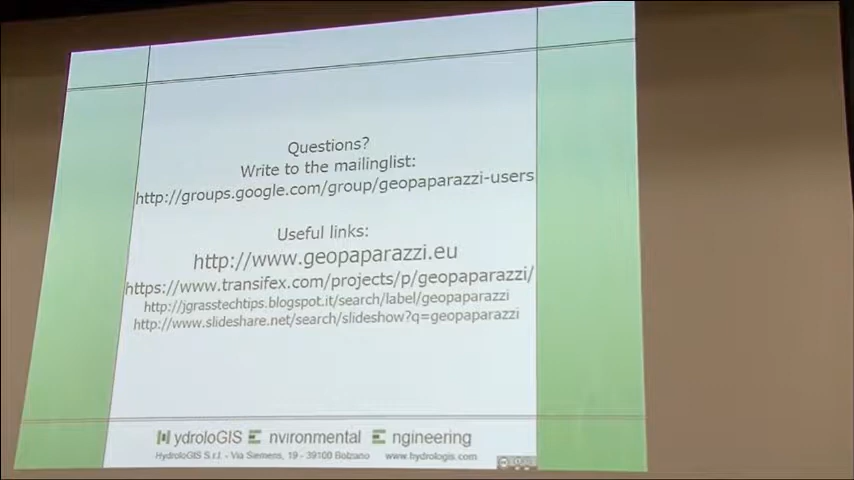 Questions?
Write to the mailinglist:
http://groups.google.com/group/geopaparazzi-users
Useful links:
http://www.geopaparazzi.eu
https://www.transifex.com/projects/p/geopaparazzi/
http://jgrasstechtips.blogspot.it/search/label/geopaparazzi
http://www.slideshare.net/search/slideshow?q=geopaparazzi
HydroloGIS Environmental Engineering
HydroloGIS S.r.l. - Via Siemens, 19 - 39100 Bolzano www.hydrologis.com